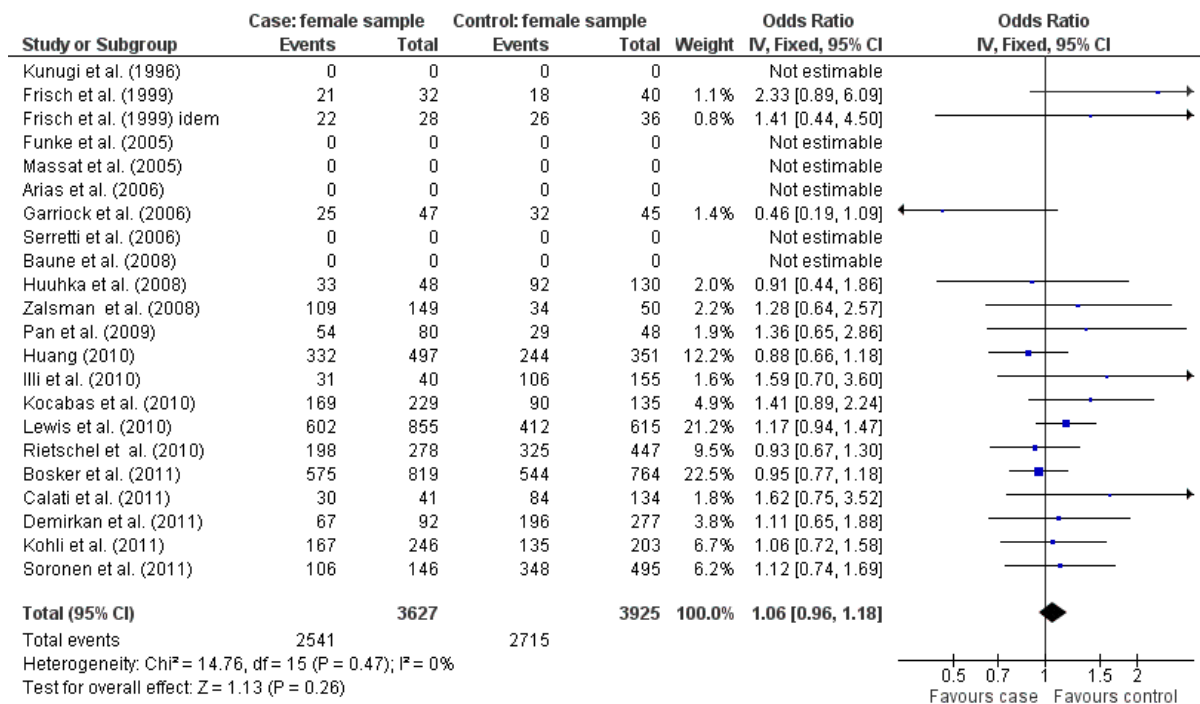 Case: female sample Control: female sample Odds Ratio Odds Ratio
Study or Subgroup Events Total Events Total Weight IV, Fixed, 95% CI IV, Fixed, 95% CI
Kunugi et al. (1996) 0 0 0 0 Not estimable
Frisch et al. (1999) 21 32 18 40 1.1% 2.33 [0.89, 6.09]
Frisch et al. (1999) idem 22 28 26 36 0.8% 1.41 [0.44, 4.50]
Funke et al. (2005) 0 0 0 0 Not estimable
Massat et al. (2005) 0 0 0 0 Not estimable
Arias et al. (2006) 0 0 0 0 Not estimable
Garriock et al. (2006) 25 47 32 45 1.4% 0.46 [0.19, 1.09]
Serretti et al. (2006) 0 0 0 0 Not estimable
Baune et al. (2008) 0 0 0 0 Not estimable
Huuhka et al. (2008) 33 48 92 130 2.0% 0.91 [0.44, 1.86]
Zalsman et al. (2008) 109 149 34 50 2.2% 1.28 [0.64, 2.57]
Pan et al. (2009) 54 80 29 48 1.9% 1.36 [0.65, 2.86]
Huang (2010) 332 497 244 351 12.2% 0.88 [0.66, 1.18]
Illi et al. (2010) 31 40 106 155 1.6% 1.59 [0.70, 3.60]
Kocabas et al. (2010) 169 229 90 135 4.9% 1.41 [0.89, 2.24]
Lewis et al. (2010) 602 855 412 615 21.2% 1.17 [0.94, 1.47]
Rietschel et al. (2010) 198 278 325 447 9.5% 0.93 [0.67, 1.30]
Bosker et al. (2011) 575 819 544 764 22.5% 0.95 [0.77, 1.18]
Calati et al. (2011) 30 41 84 134 1.8% 1.62 [0.75, 3.52]
Demirkan et al. (2011) 67 92 196 277 3.8% 1.11 [0.65, 1.88]
Kohli et al. (2011) 167 246 135 203 6.7% 1.06 [0.72, 1.58]
Soronen et al. (2011) 106 146 348 495 6.2% 1.12 [0.74, 1.69]
Total (95% CI) 3627 3925 100.0% 1.06 [0.96, 1.18]
Total events 2541 2715
Heterogeneity: Chi² = 14.76, df = 15 (P = 0.47); I² = 0%
Test for overall effect: Z = 1.13 (P = 0.26)
0.5 0.7 1 1.5 2
Favours case Favours control